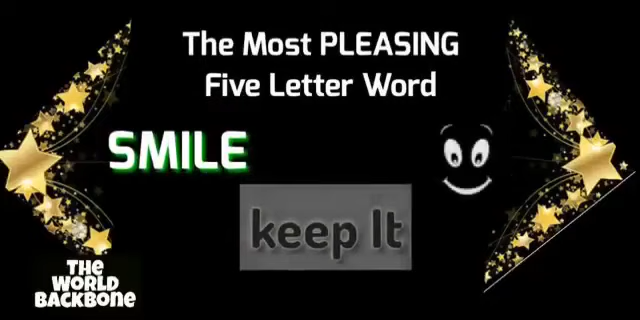 The Most PLEASING
Five Letter Word
SMILE
keep It
THE
WORLD
BACKBONE